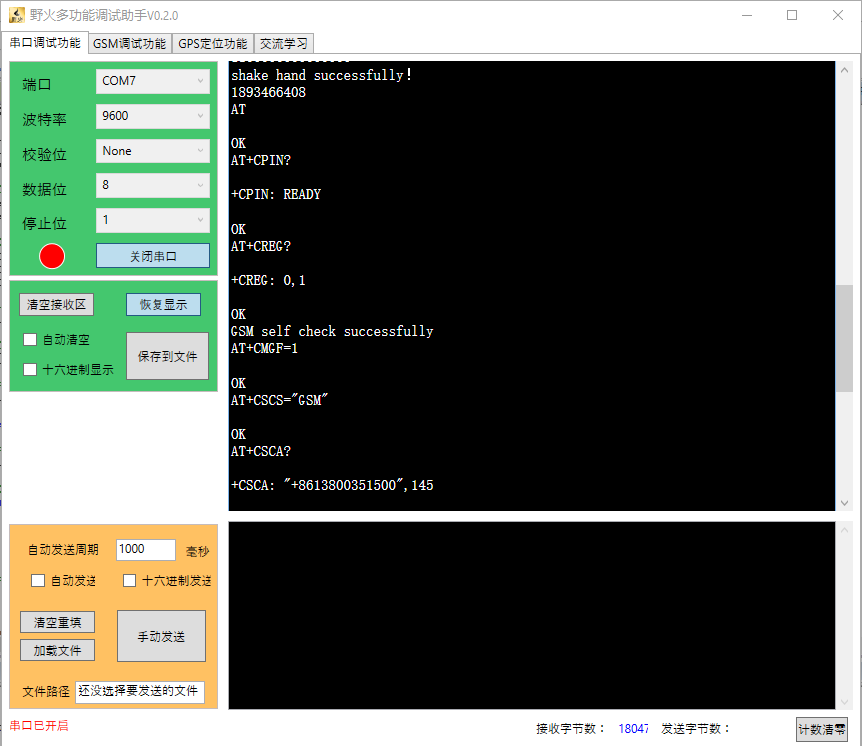 野火多功能调试助手V0.2.0
串口调试功能 GSM调试功能 GPS定位功能 交流学习
端口 COM7
波特率 9600
校验位 None
数据位 8
停止位 1
关闭串口
清空接收区 恢复显示
自动清空
十六进制显示
保存到文件
shake hand successfully!
1893466408
AT
OK
AT+CPIN?
+CPIN: READY
OK
AT+CREG?
+CREG: 0,1
OK
GSM self check successfully
AT+CMGF=1
OK
AT+CSCS="GSM"
OK
AT+CSCA?
+CSCA: "+8613800351500",145
自动发送周期 1000 毫秒
自动发送 十六进制发送
清空重填
加载文件
手动发送
文件路径 还没选择要发送的文件
串口已开启
接收字节数： 18047 发送字节数：
计数清零